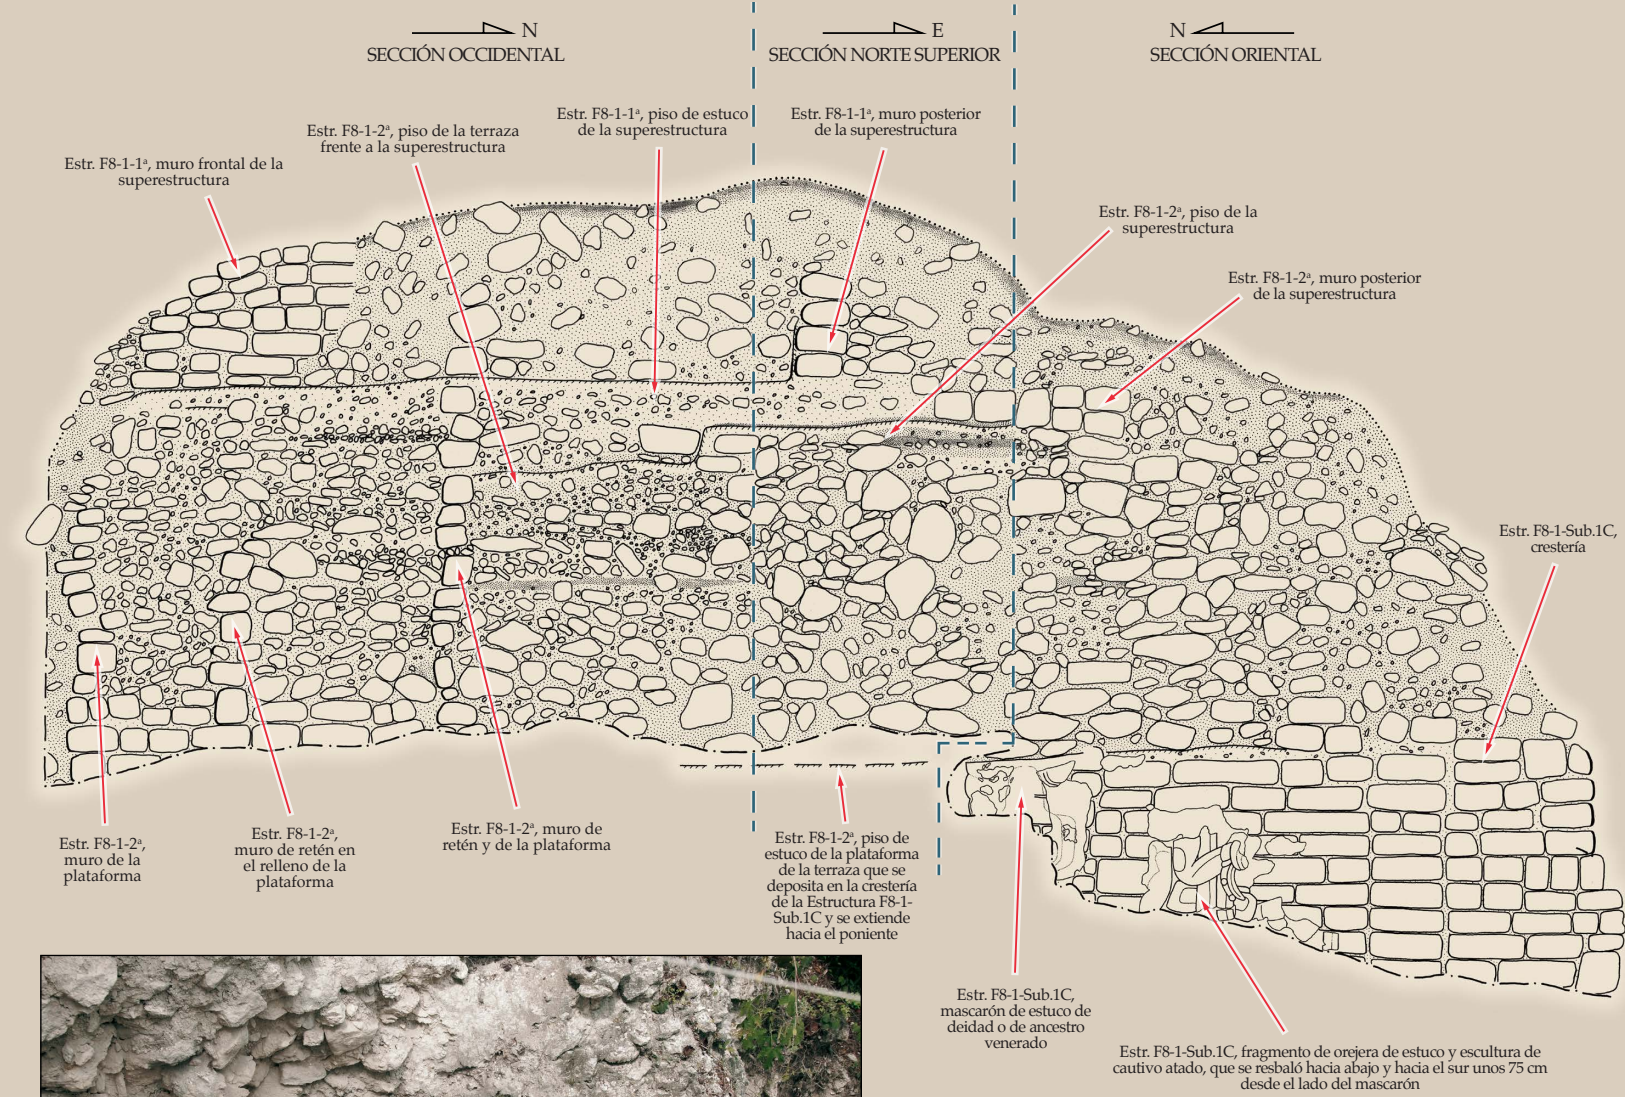 N
SECCIÓN OCCIDENTAL
E
SECCIÓN NORTE SUPERIOR
N
SECCIÓN ORIENTAL
Estr. F8-1-1ª, muro frontal de la
superestructura
Estr. F8-1-2ª, piso de la terraza
frente a la superestructura
Estr. F8-1-1ª, piso de estuco
de la superestructura
Estr. F8-1-1ª, muro posterior
de la superestructura
Estr. F8-1-2ª, piso de la
superestructura
Estr. F8-1-2ª, muro posterior
de la superestructura
Estr. F8-1-Sub.1C,
crestería
Estr. F8-1-2ª,
muro de la
plataforma
Estr. F8-1-2ª,
muro de retén en
el relleno de la
plataforma
Estr. F8-1-2ª, muro de
retén y de la plataforma
Estr. F8-1-2ª, piso de
estuco de la plataforma
de la terraza que se
deposita en la crestería
de la Estructura F8-1-
Sub.1C y se extiende
hacia el poniente
Estr. F8-1-Sub.1C,
mascarón de estuco de
deidad o de ancestro
venerado
Estr. F8-1-Sub.1C, fragmento de orejera de estuco y escultura de
cautivo atado, que se resbaló hacia abajo y hacia el sur unos 75 cm
desde el lado del mascarón